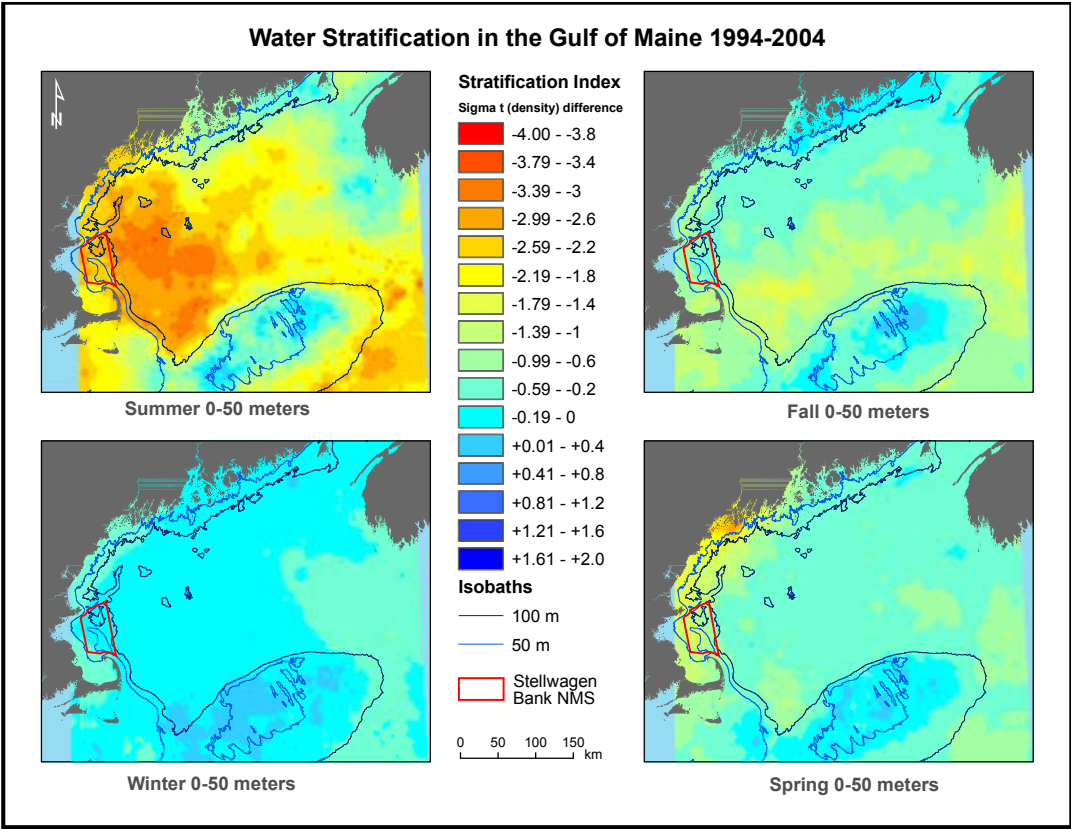 Water Stratification in the Gulf of Maine 1994-2004
N
Summer 0-50 meters
Stratification Index
Sigma t (density) difference
-4.00 - -3.8
-3.79 - -3.4
-3.39 - -3
-2.99 - -2.6
-2.59 - -2.2
-2.19 - -1.8
-1.79 - -1.4
-1.39 - -1
-0.99 - -0.6
-0.59 - -0.2
-0.19 - 0
+0.01 - +0.4
+0.41 - +0.8
+0.81 - +1.2
+1.21 - +1.6
+1.61 - +2.0
Isobaths
100 m
50 m
Stellwagen
Bank NMS
0 50 100 150
km
Fall 0-50 meters
Winter 0-50 meters
Spring 0-50 meters